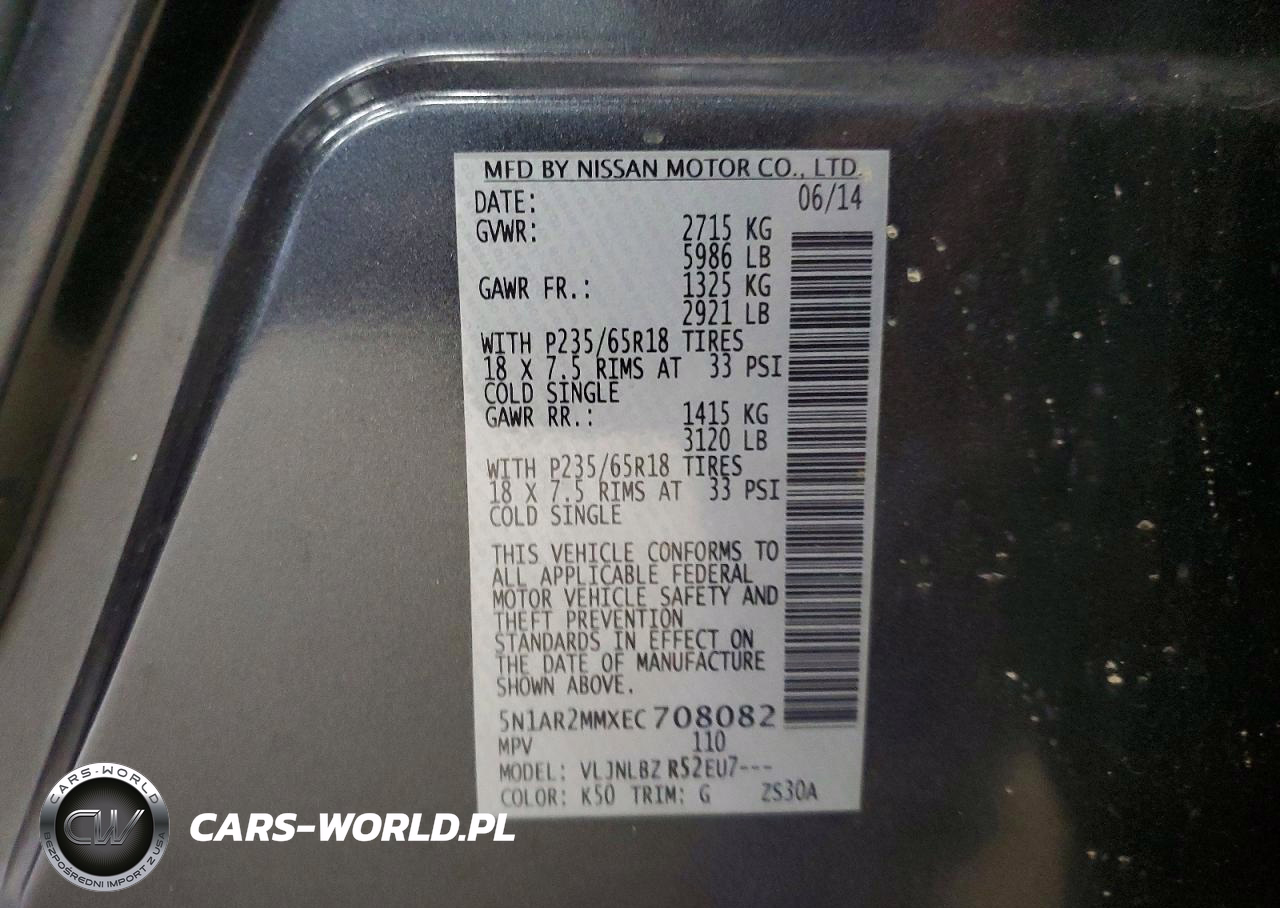 MFD BY NISSAN MOTOR CO., LTD.
DATE: 06/14
GVWR: 2715 KG
5986 LB
GAWR FR.: 1325 KG
2921 LB
WITH P235/65R18 TIRES
18 X 7.5 RIMS AT 33 PSI
COLD SINGLE
GAWR RR.: 1415 KG
3120 LB
WITH P235/65R18 TIRES
18 X 7.5 RIMS AT 33 PSI
COLD SINGLE
THIS VEHICLE CONFORMS TO
ALL APPLICABLE FEDERAL
MOTOR VEHICLE SAFETY AND
THEFT PREVENTION
STANDARDS IN EFFECT ON
THE DATE OF MANUFACTURE
SHOWN ABOVE.
5N1AR2MMXEC708082
MPV 110
MODEL: VLJNLBZ RS2EU7---
COLOR: K50 TRIM: G ZS30A
CARS-WORLD
CW
BEZPOŚREDNI IMPORT Z USA
CARS-WORLD.PL